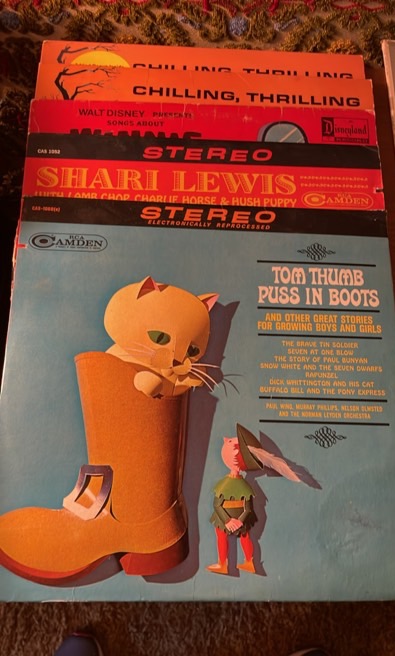 CHILLING, THRILLING
CHILLING, THRILLING
WALT DISNEY PRESENTS
SONGS ABOUT
Disneyland
CAS 1052
STEREO
SHARI LEWIS
WITH LAMB CHOP, CHARLIE HORSE & HUSH PUPPY
RCA
CAMDEN
STEREO
ELECTRONICALLY REPROCESSED
RCA
CAMDEN
TOM THUMB
PUSS IN BOOTS
AND OTHER GREAT STORIES
FOR GROWING BOYS AND GIRLS
THE BRAVE TIN SOLDIER
SEVEN AT ONE BLOW
THE STORY OF PAUL BUNYAN
SNOW WHITE AND THE SEVEN DWARFS
RAPUNZEL
DICK WHITTINGTON AND HIS CAT
BUFFALO BILL AND THE PONY EXPRESS
PAUL WING, MURRAY PHILLIPS, NELSON OLMSTED
AND THE NORMAN LEYDEN ORCHESTRA